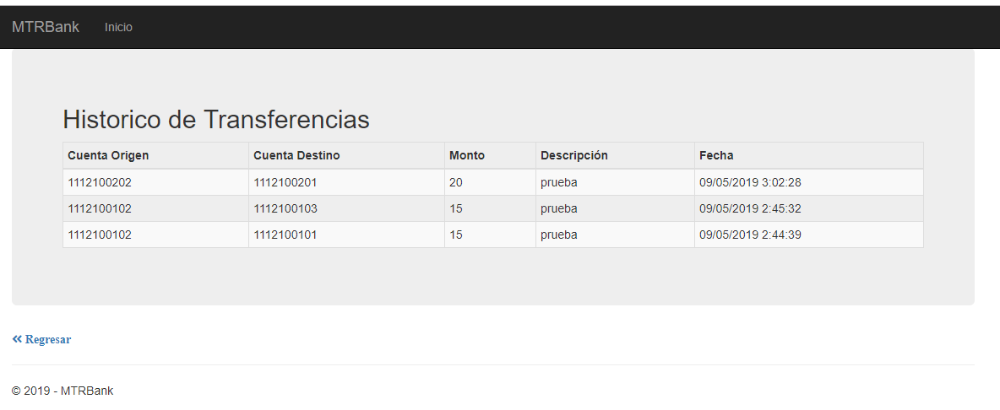 MTRBank Inicio
Historico de Transferencias
Cuenta Origen Cuenta Destino Monto Descripción Fecha
1112100202 1112100201 20 prueba 09/05/2019 3:02:28
1112100102 1112100103 15 prueba 09/05/2019 2:45:32
1112100102 1112100101 15 prueba 09/05/2019 2:44:39
« Regresar
© 2019 - MTRBank